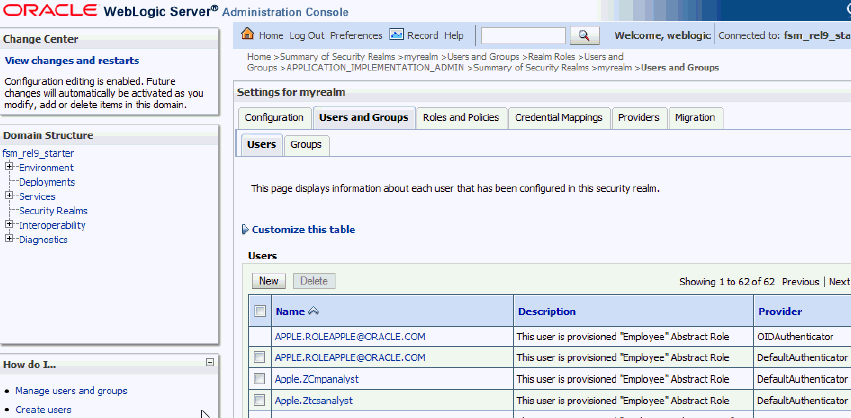 ORACLE WebLogic Server® Administration Console
Change Center
View changes and restarts
Configuration editing is enabled. Future
changes will automatically be activated as you
modify, add or delete items in this domain.
Domain Structure
fsm_rel9_starter
Environment
Deployments
Services
Security Realms
Interoperability
Diagnostics
How do I...
Manage users and groups
Create users
Home Log Out Preferences Record Help
Welcome, weblogic Connected to: fsm_rel9_sta
Home >Summary of Security Realms >myrealm >Users and Groups >Realm Roles >Users and
Groups >APPLICATION_IMPLEMENTATION_ADMIN >Summary of Security Realms >myrealm >Users and Groups
Settings for myrealm
Configuration Users and Groups Roles and Policies Credential Mappings Providers Migration
Users Groups
This page displays information about each user that has been configured in this security realm.
Customize this table
Users
New Delete Showing 1 to 62 of 62 Previous | Next
Name Description Provider
APPLE.ROLEAPPLE@ORACLE.COM This user is provisioned "Employee" Abstract Role OIDAuthenticator
APPLE.ROLEAPPLE@ORACLE.COM This user is provisioned "Employee" Abstract Role DefaultAuthenticator
Apple.ZCmpanalyst This user is provisioned "Employee" Abstract Role DefaultAuthenticator
Apple.Ztcsanalyst This user is provisioned "Employee" Abstract Role DefaultAuthenticator